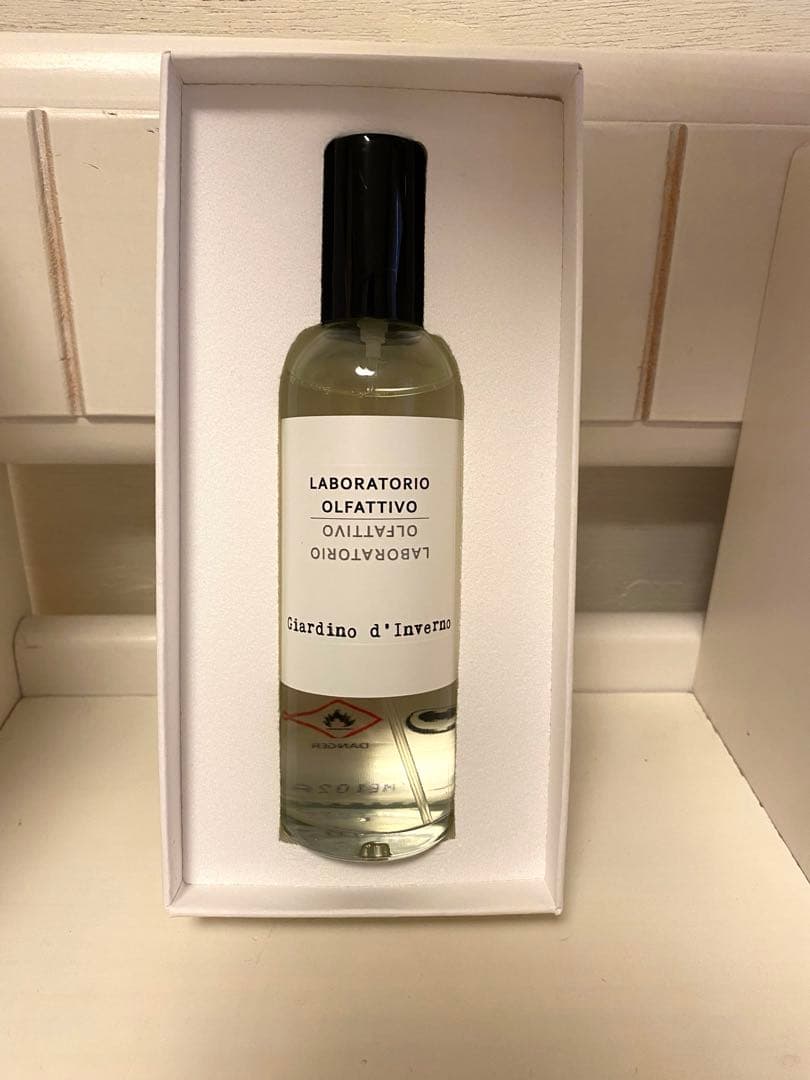 LABORATORIO
OLFATTIVO
OLFATTIVO
LABORATORIO
Giardino d'Inverno
DANGER